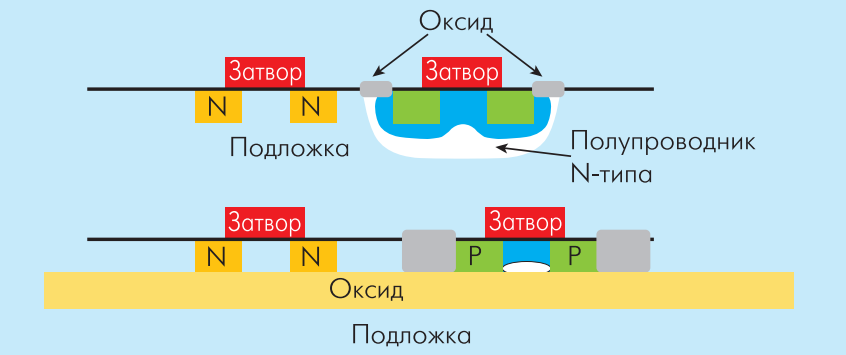 Оксид
Затвор
Затвор
N
N
Подложка
Полупроводник
N-типа
Затвор
Затвор
N
N
P
P
Оксид
Подложка